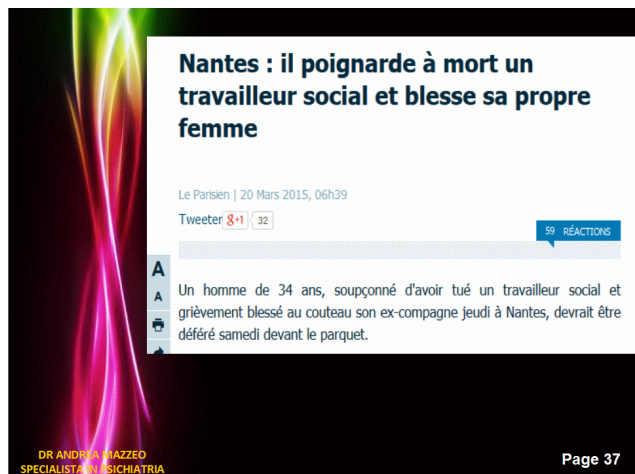 Nantes : il poignarde à mort un
travailleur social et blesse sa propre
femme
Le Parisien | 20 Mars 2015, 06h39
Tweeter g+1 32
59 RÉACTIONS
A
A
Un homme de 34 ans, soupçonné d'avoir tué un travailleur social et
grièvement blessé au couteau son ex-compagne jeudi à Nantes, devrait être
déféré samedi devant le parquet.
DR ANDREA MAZZEO
SPECIALISTA IN PSICHIATRIA
Page 37